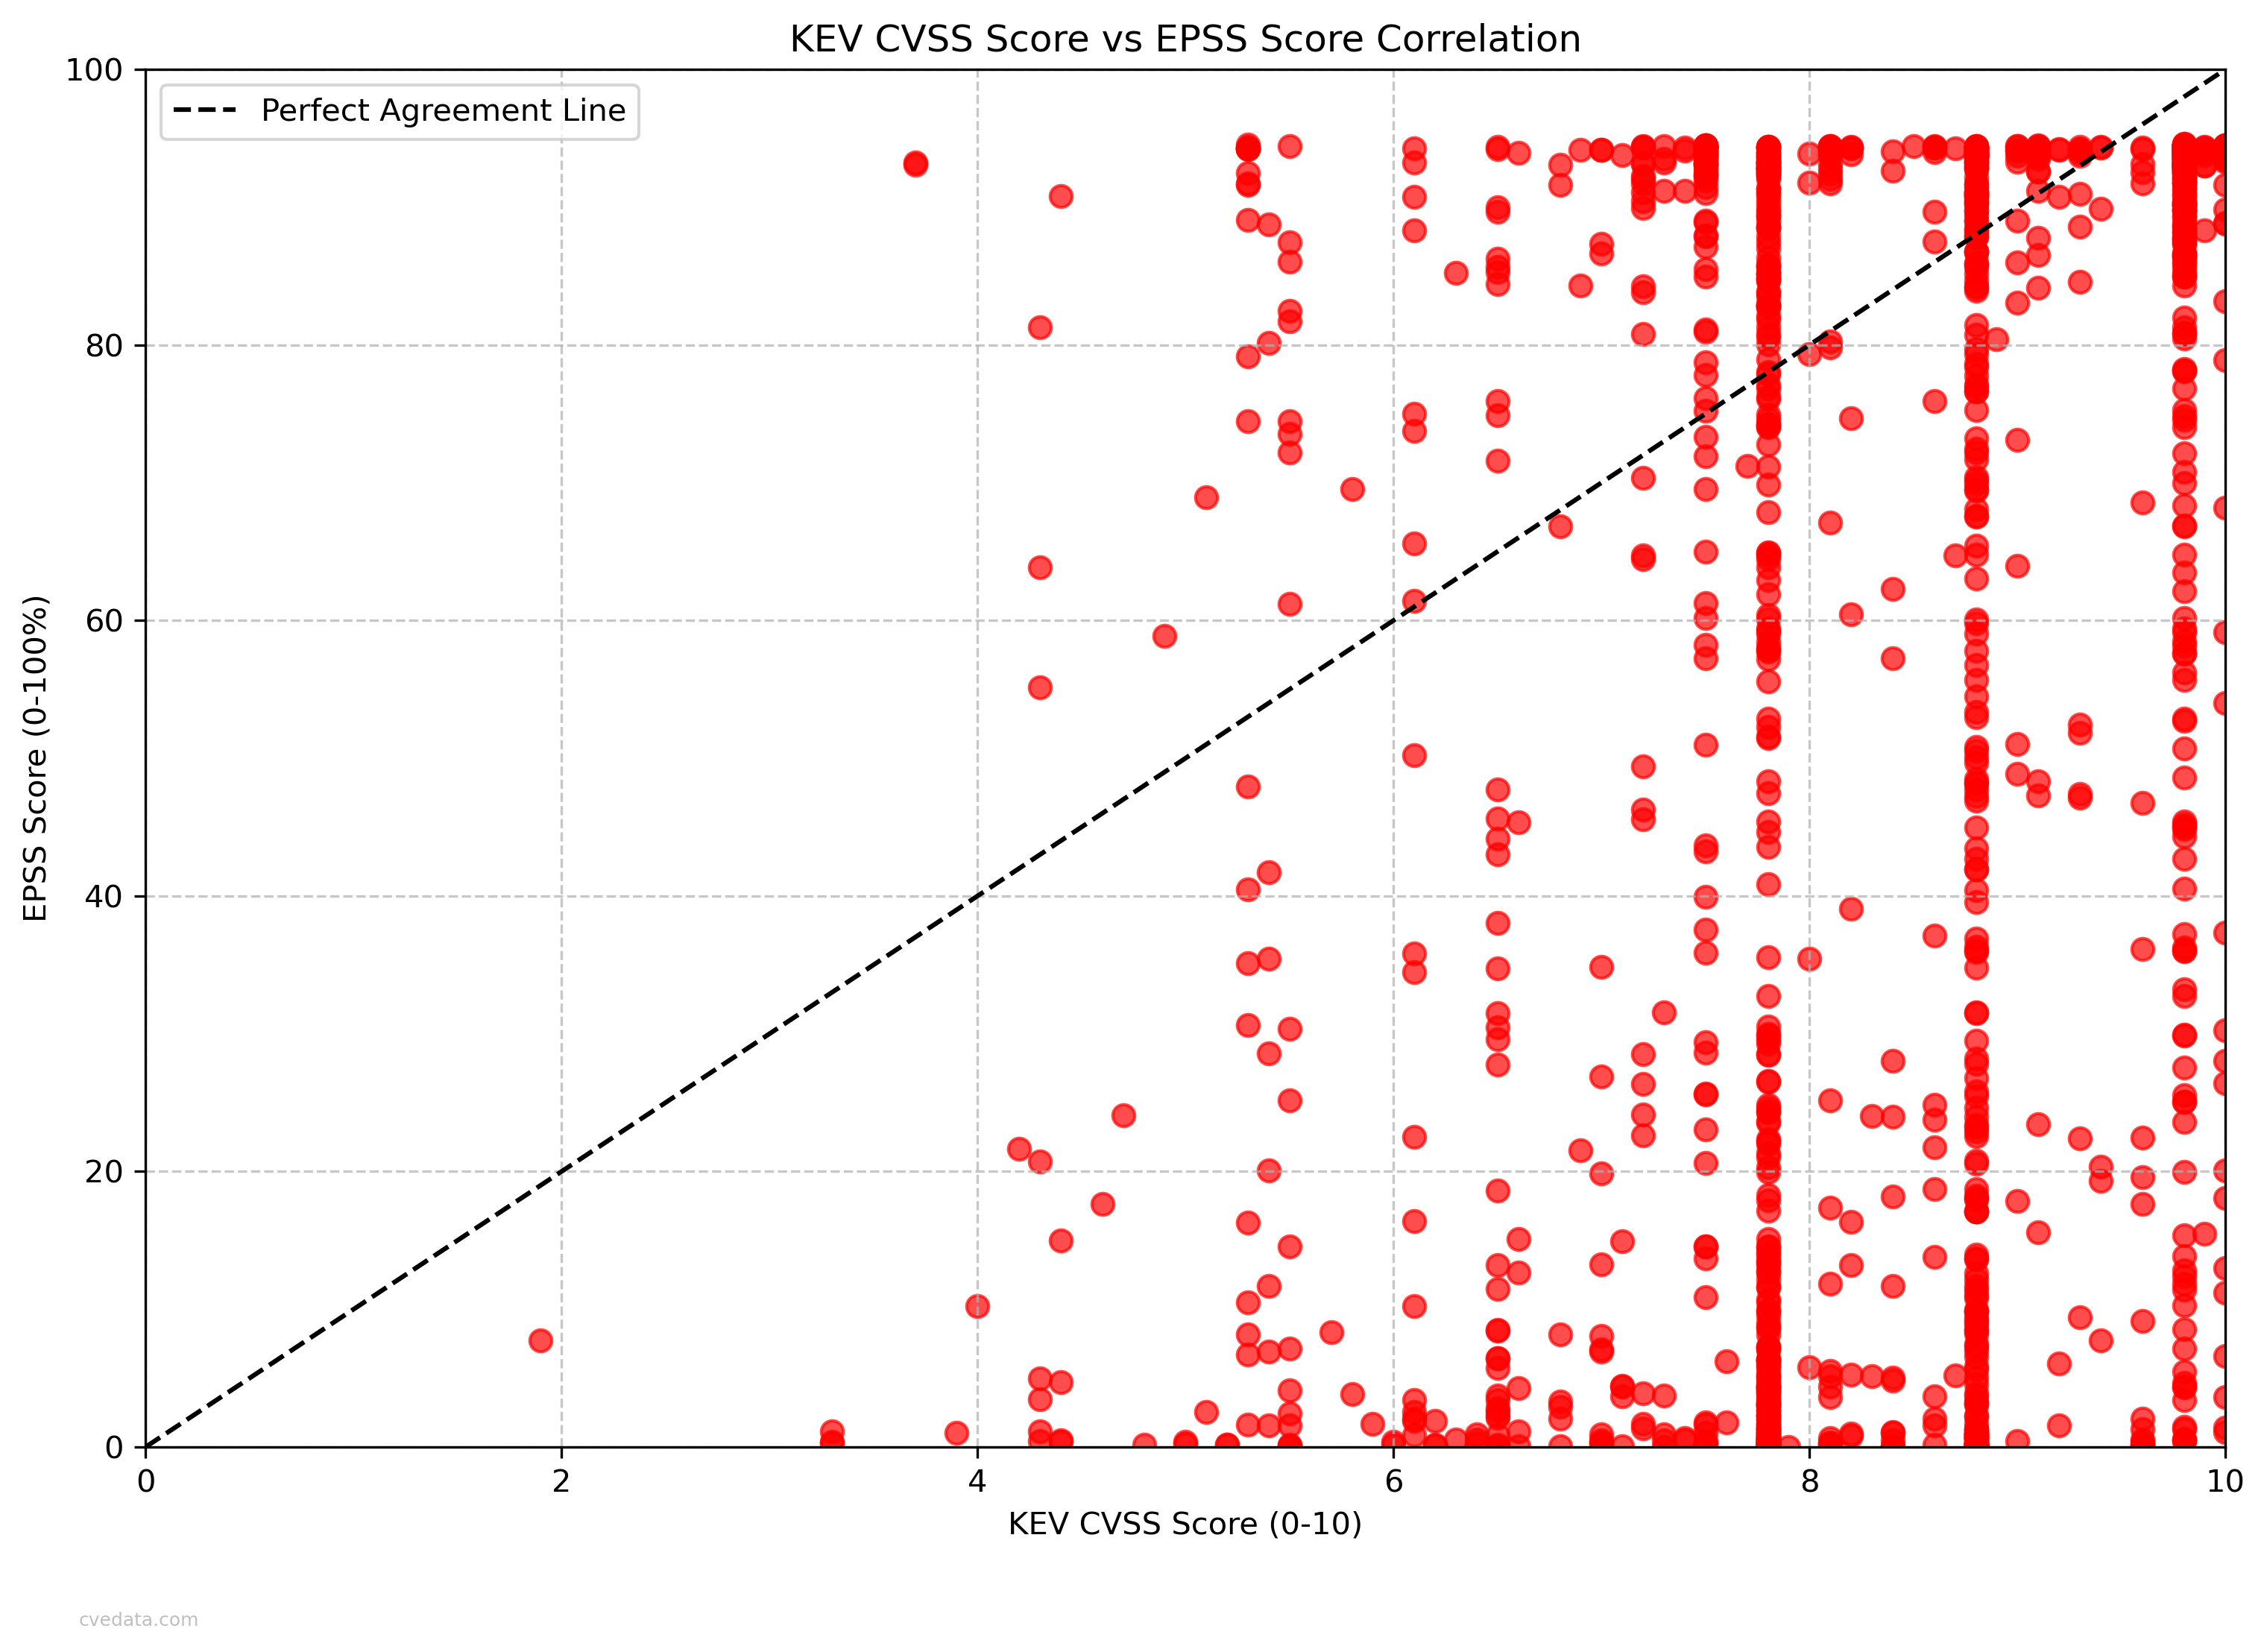 KEV CVSS Score vs EPSS Score Correlation
Perfect Agreement Line
EPSS Score (0-100%)
100
80
60
40
20
0
0 2 4 6 8 10
KEV CVSS Score (0-10)
cvedata.com